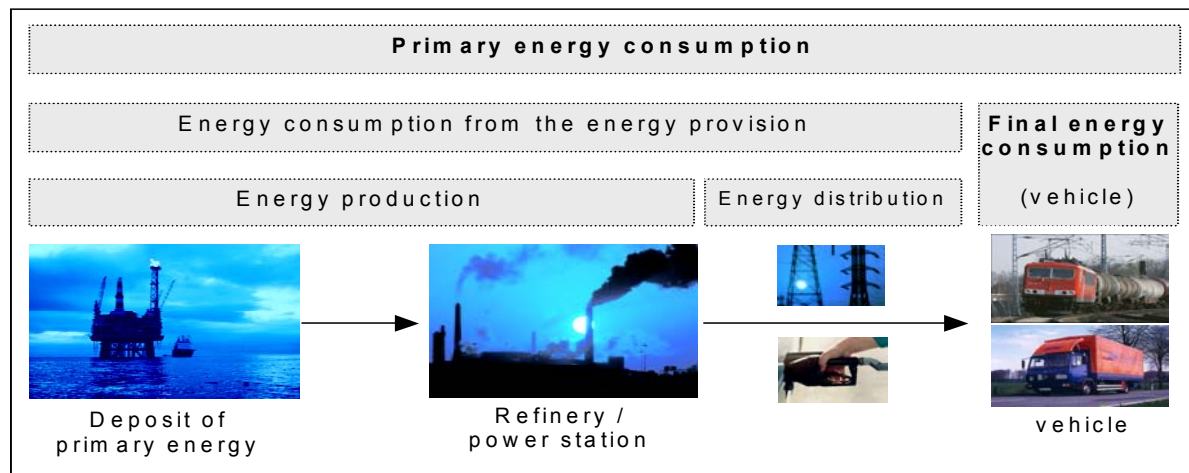 Primary energy consumption
Energy consumption from the energy provision
Final energy
consumption
(vehicle)
Energy production
Energy distribution
Deposit of
primary energy
Refinery /
power station
vehicle